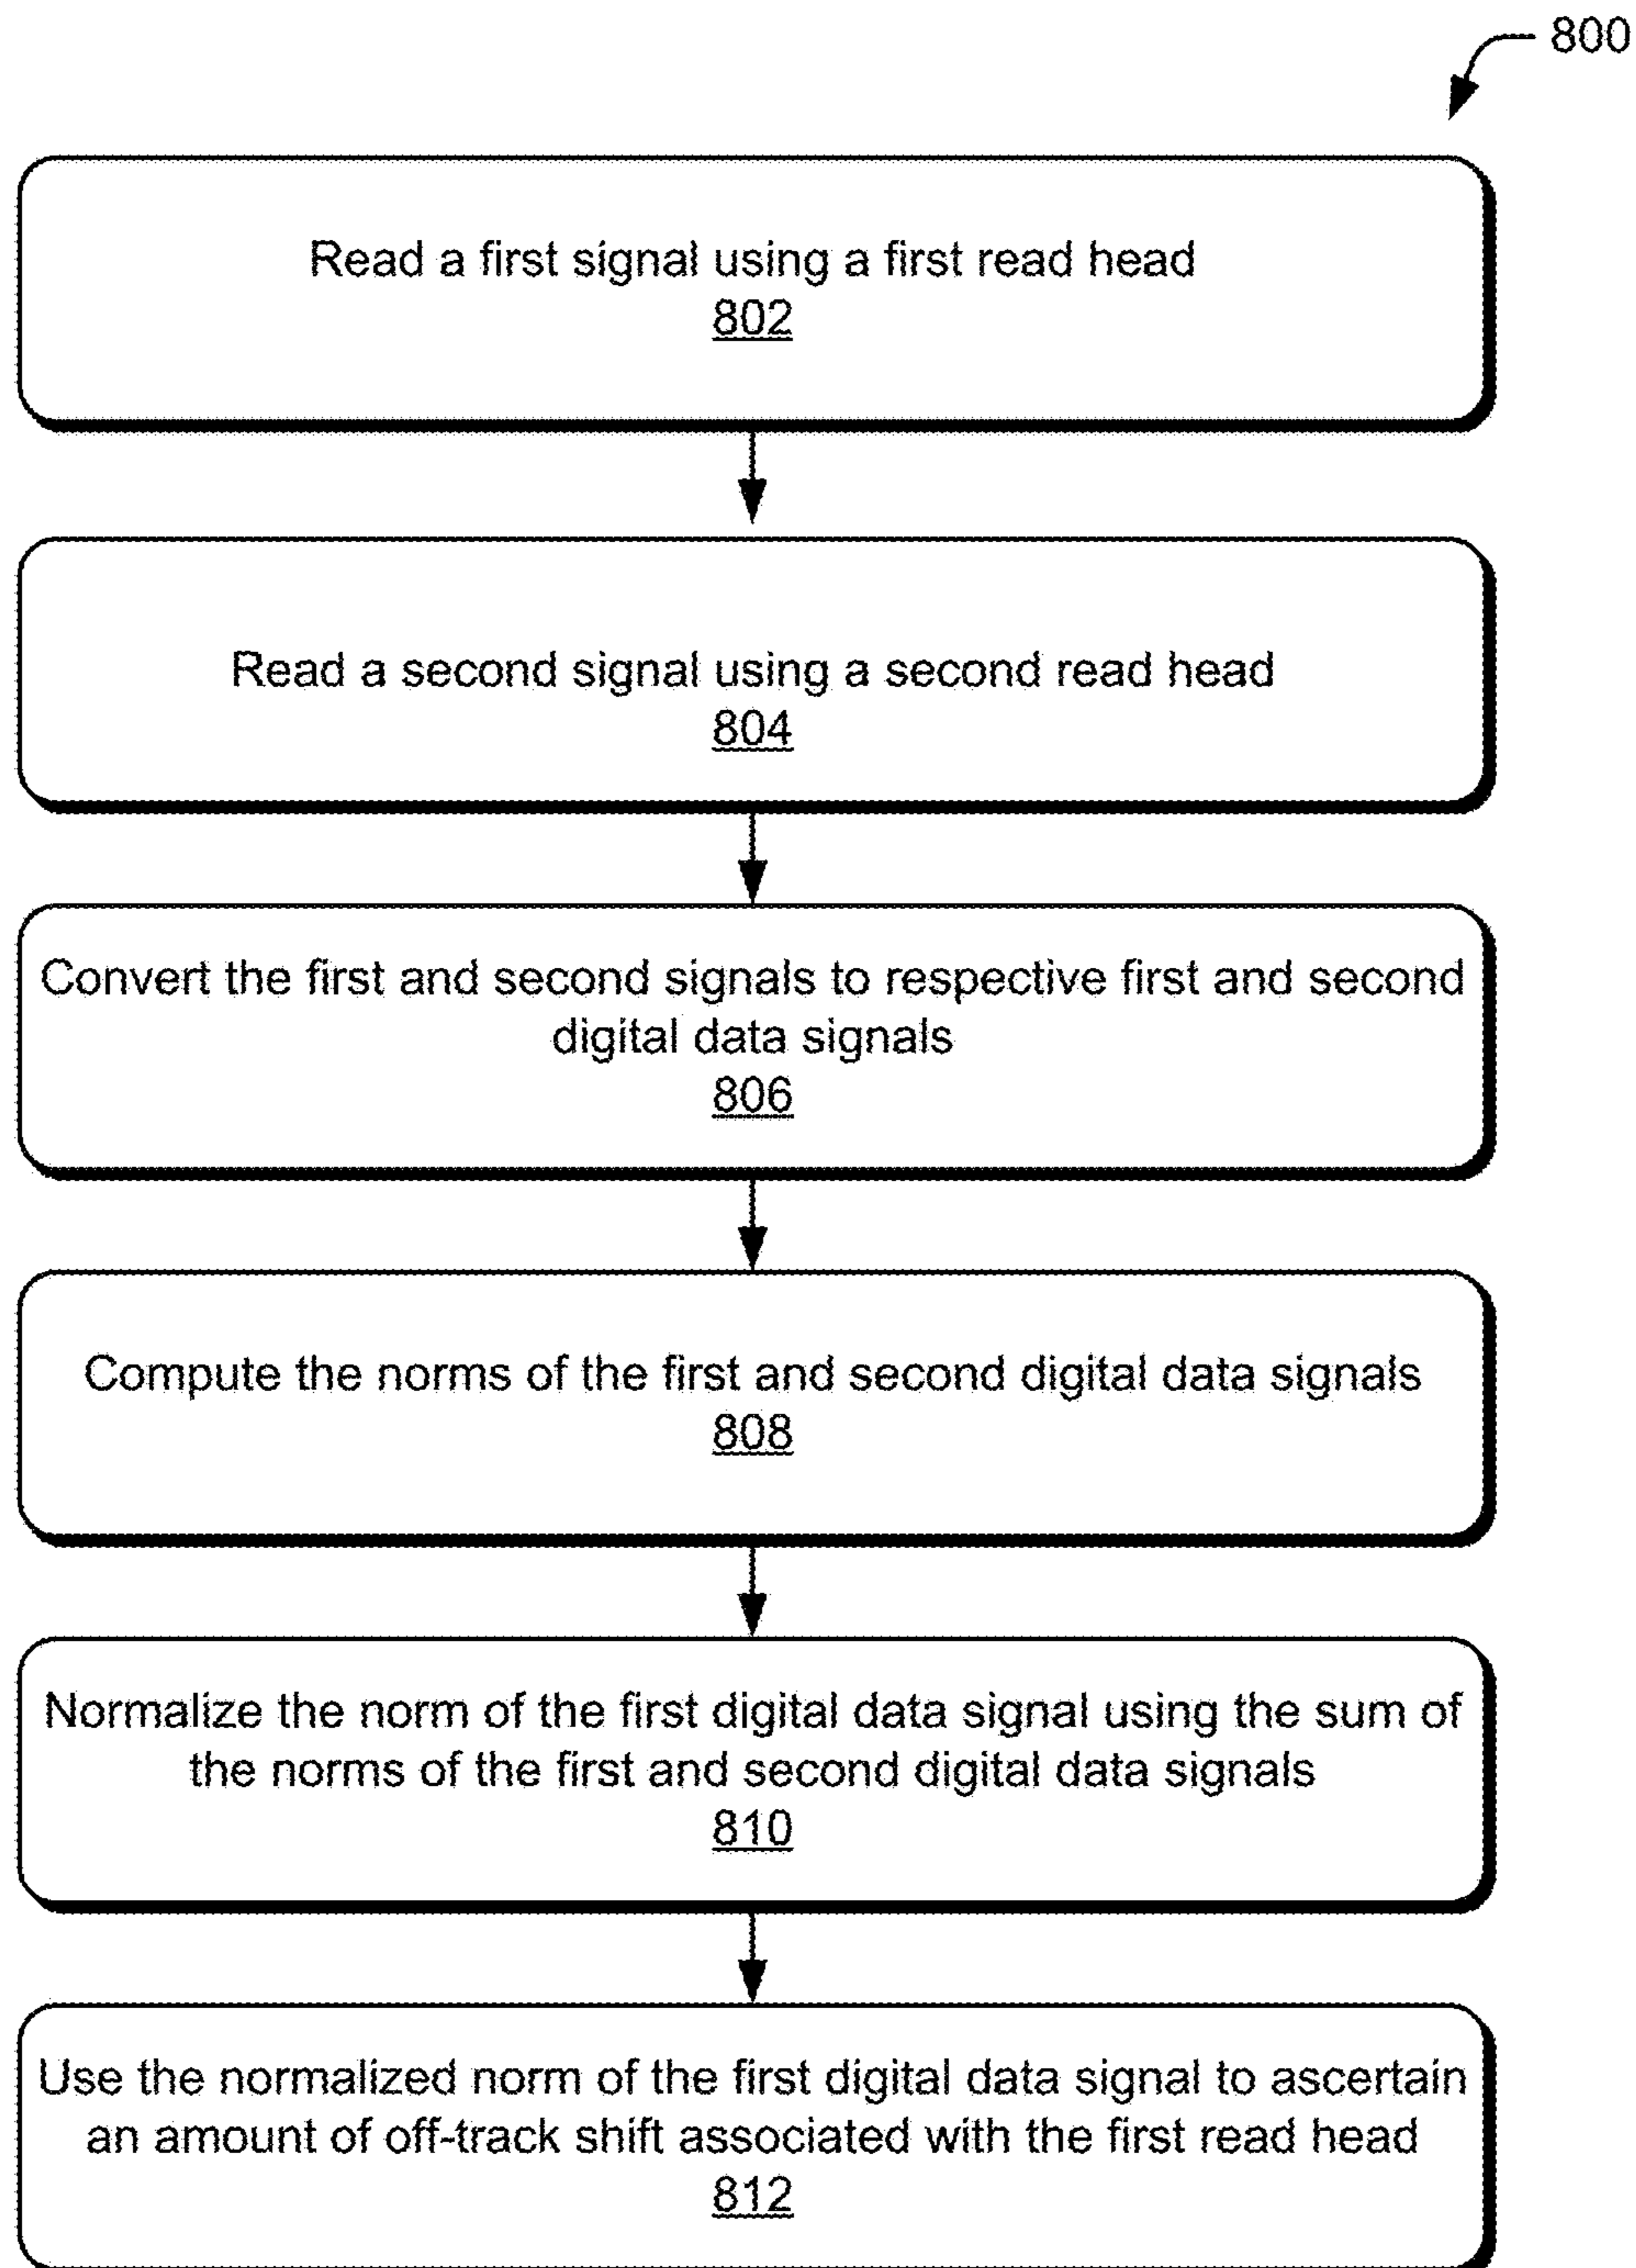 800
Read a first signal using a first read head
802
Read a second signal using a second read head
804
Convert the first and second signals to respective first and second
digital data signals
806
Compute the norms of the first and second digital data signals
808
Normalize the norm of the first digital data signal using the sum of
the norms of the first and second digital data signals
810
Use the normalized norm of the first digital data signal to ascertain
an amount of off-track shift associated with the first read head
812